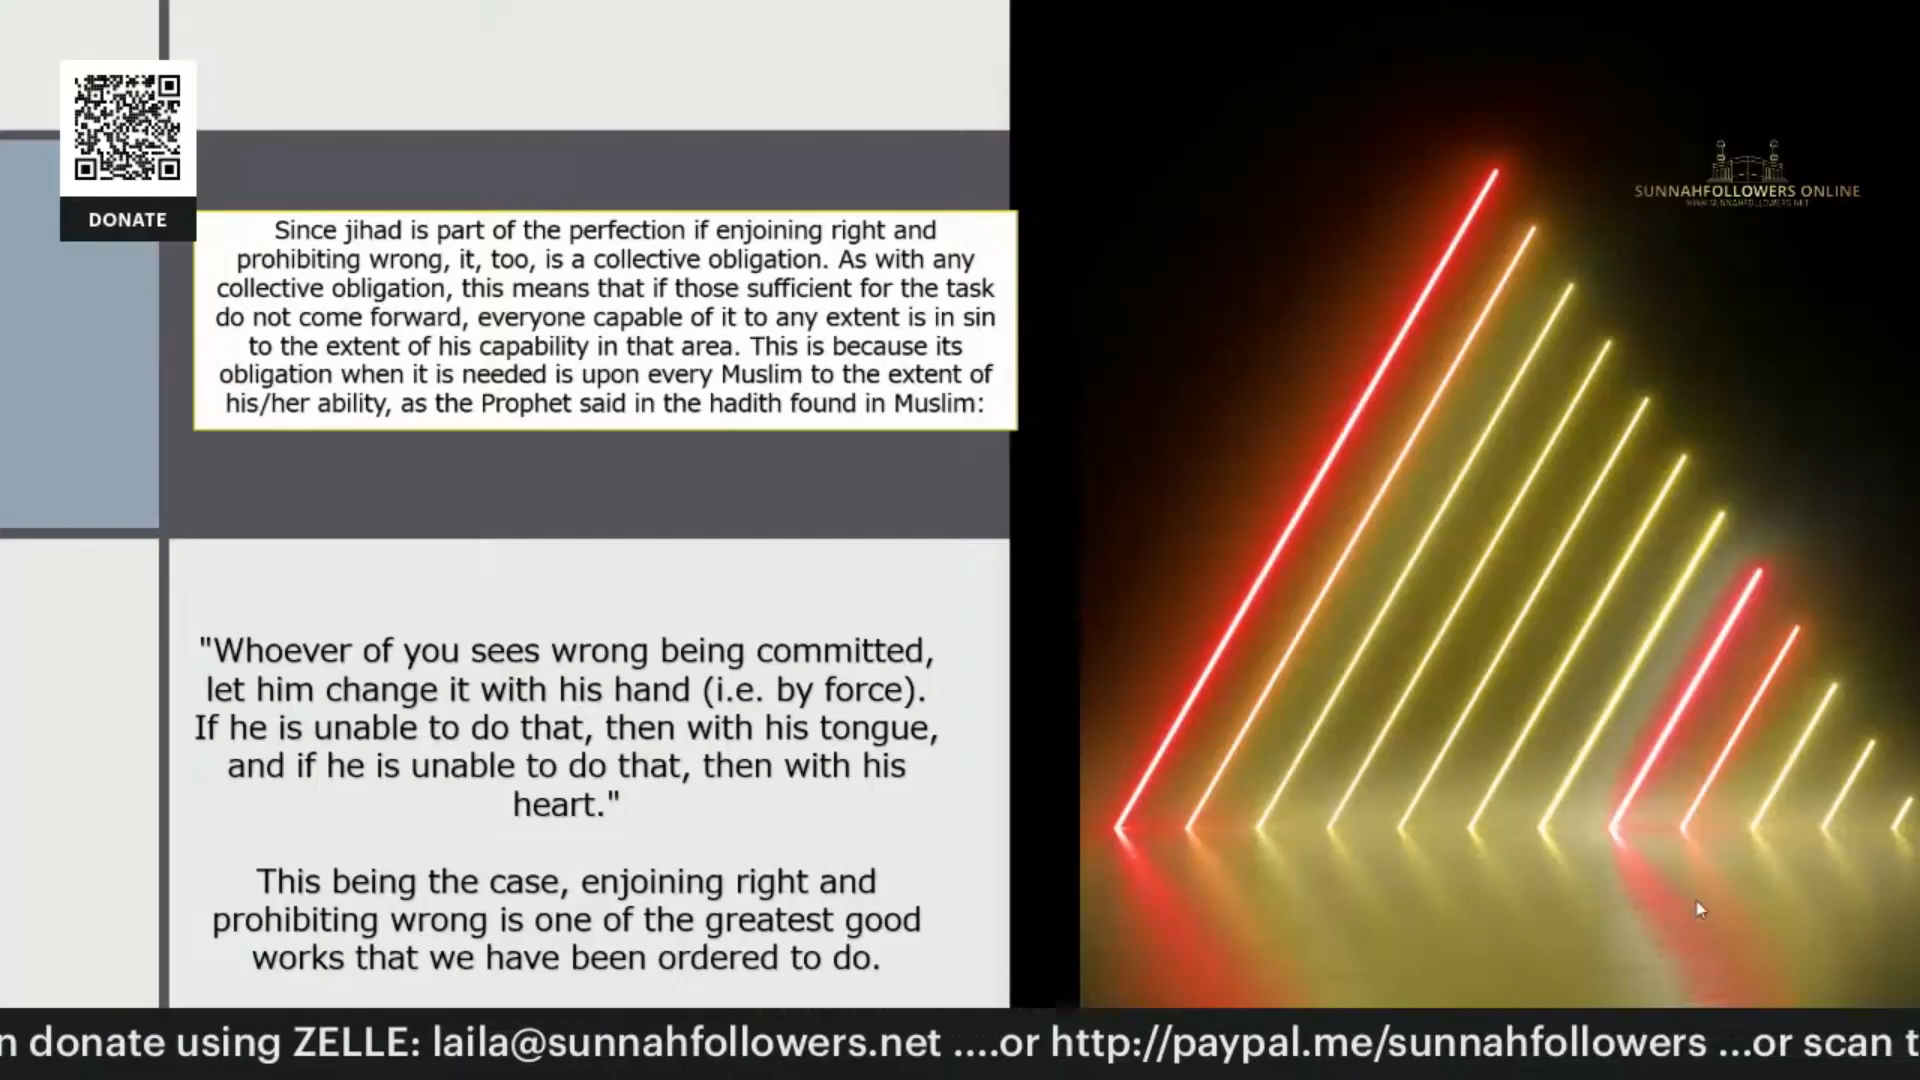 DONATE
SUNNAHFOLLOWERS ONLINE
WWW.SUNNAHFOLLOWERS.NET
Since jihad is part of the perfection if enjoining right and
prohibiting wrong, it, too, is a collective obligation. As with any
collective obligation, this means that if those sufficient for the task
do not come forward, everyone capable of it to any extent is in sin
to the extent of his capability in that area. This is because its
obligation when it is needed is upon every Muslim to the extent of
his/her ability, as the Prophet said in the hadith found in Muslim:
"Whoever of you sees wrong being committed,
let him change it with his hand (i.e. by force).
If he is unable to do that, then with his tongue,
and if he is unable to do that, then with his
heart."
This being the case, enjoining right and
prohibiting wrong is one of the greatest good
works that we have been ordered to do.
n donate using ZELLE: laila@sunnahfollowers.net ....or http://paypal.me/sunnahfollowers ...or scan t